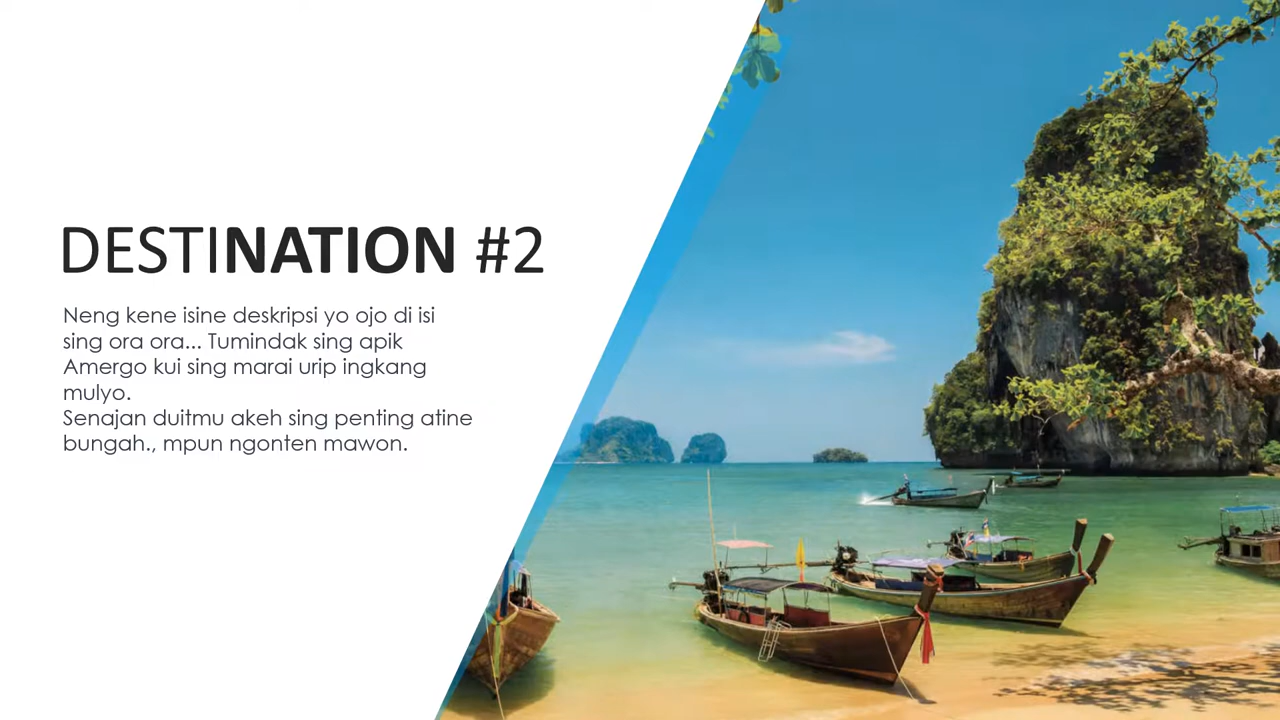 DESTINATION #2
Neng kene isine deskripsi yo ojo di isi
sing ora ora... Tumindak sing apik
Amergo kui sing marai urip ingkang
mulyo.
Senajan duitmu akeh sing penting atine
bungah., mpun ngonten mawon.